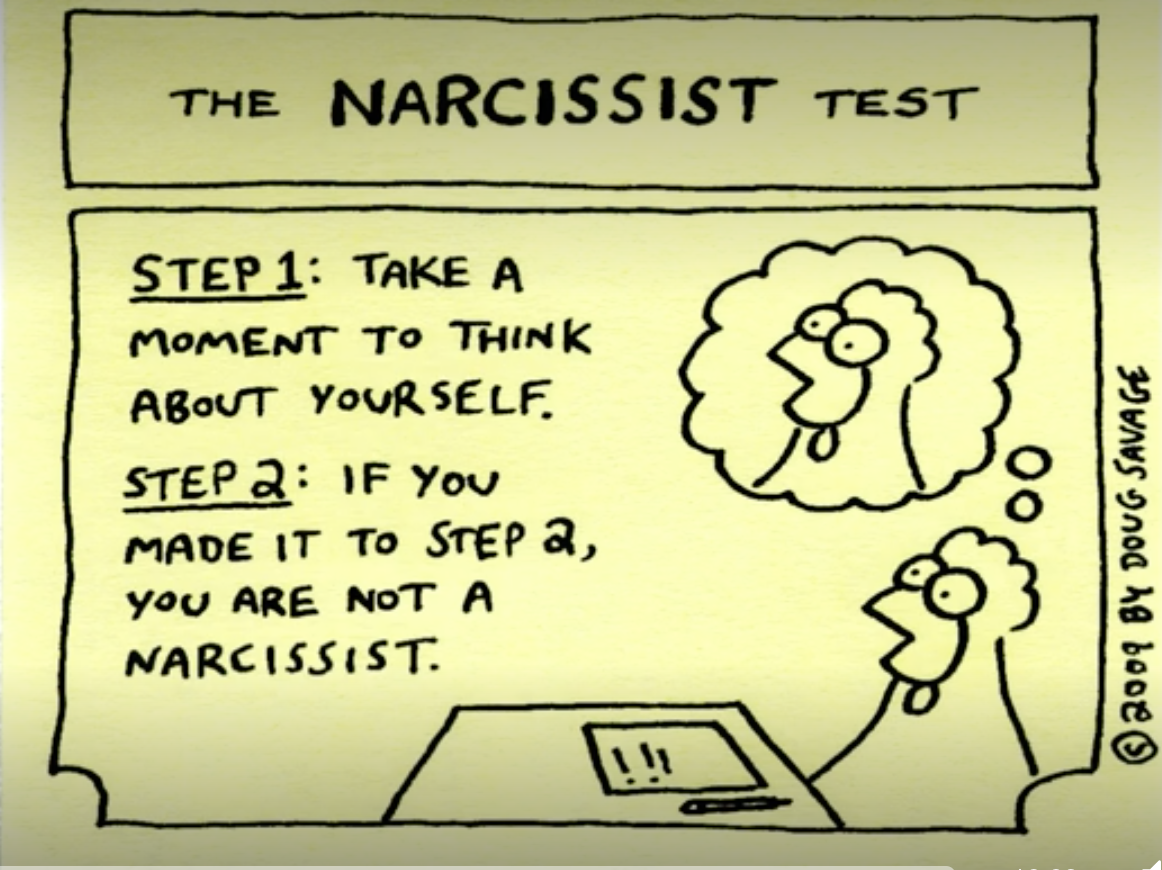 THE NARCISSIST TEST
STEP 1: TAKE A
MOMENT TO THINK
ABOUT YOURSELF.
STEP 2: IF YOU
MADE IT TO STEP 2,
YOU ARE NOT A
NARCISSIST.
!!!
© 2009 BY DOUG SAVAGE